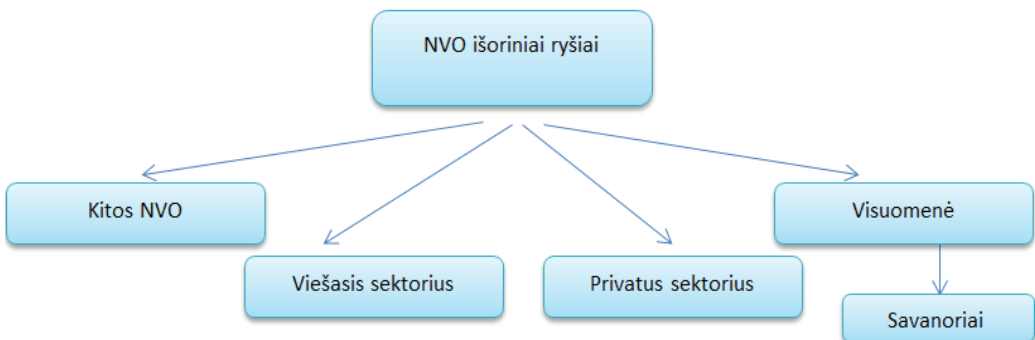 NVO išoriniai ryšiai
Kitos NVO
Visuomenė
Viešasis sektorius
Privatus sektorius
Savanoriai